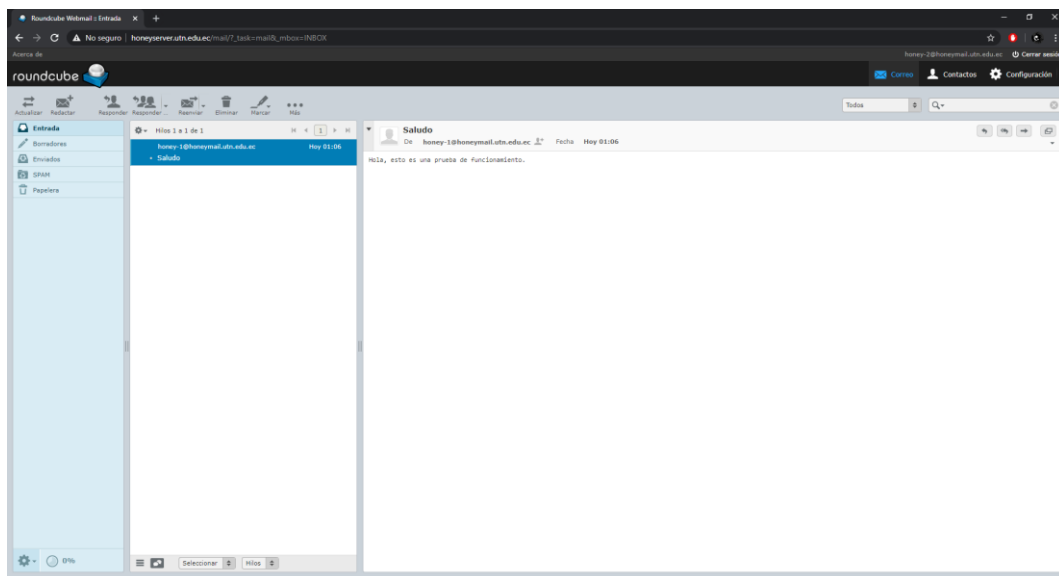 Roundcube Webmail :: Entrada
No seguro honeyserver.utn.edu.ec/mail/?_task=mail&_mbox=INBOX
Acerca de honey-2@honeymail.utn.edu.ec Cerrar sesió
roundcube Correo Contactos Configuración
Actualizar Redactar Responder Responder ... Reenviar Eliminar Marcar Más Todos
Entrada Hilos 1 a 1 de 1 1 Saludo
Borradores honey-1@honeymail.utn.edu.ec Hoy 01:06 De honey-1@honeymail.utn.edu.ec Fecha Hoy 01:06
Enviados Saludo Hola, esto es una prueba de funcionamiento.
SPAM
Papelera
0% Seleccionar Hilos